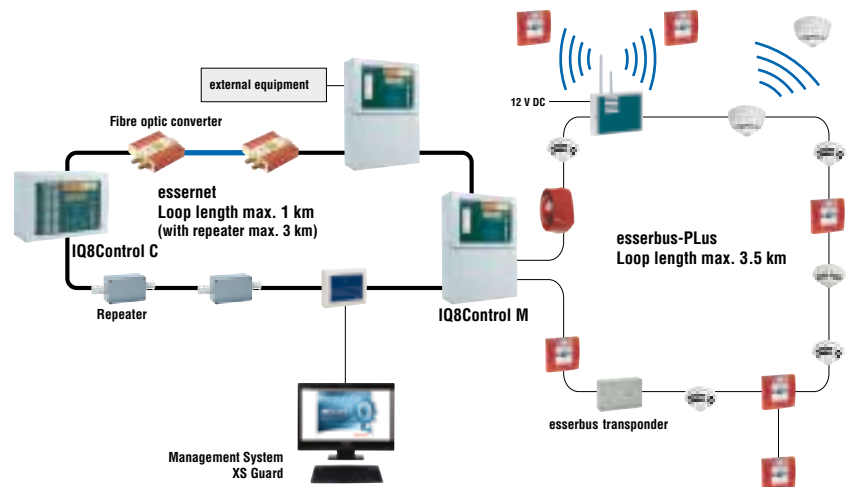 external equipment
12 V DC
Fibre optic converter
essernet
Loop length max. 1 km
(with repeater max. 3 km)
IQ8Control C
esserbus-PLus
Loop length max. 3.5 km
Repeater
IQ8Control M
esserbus transponder
Management System
XS Guard